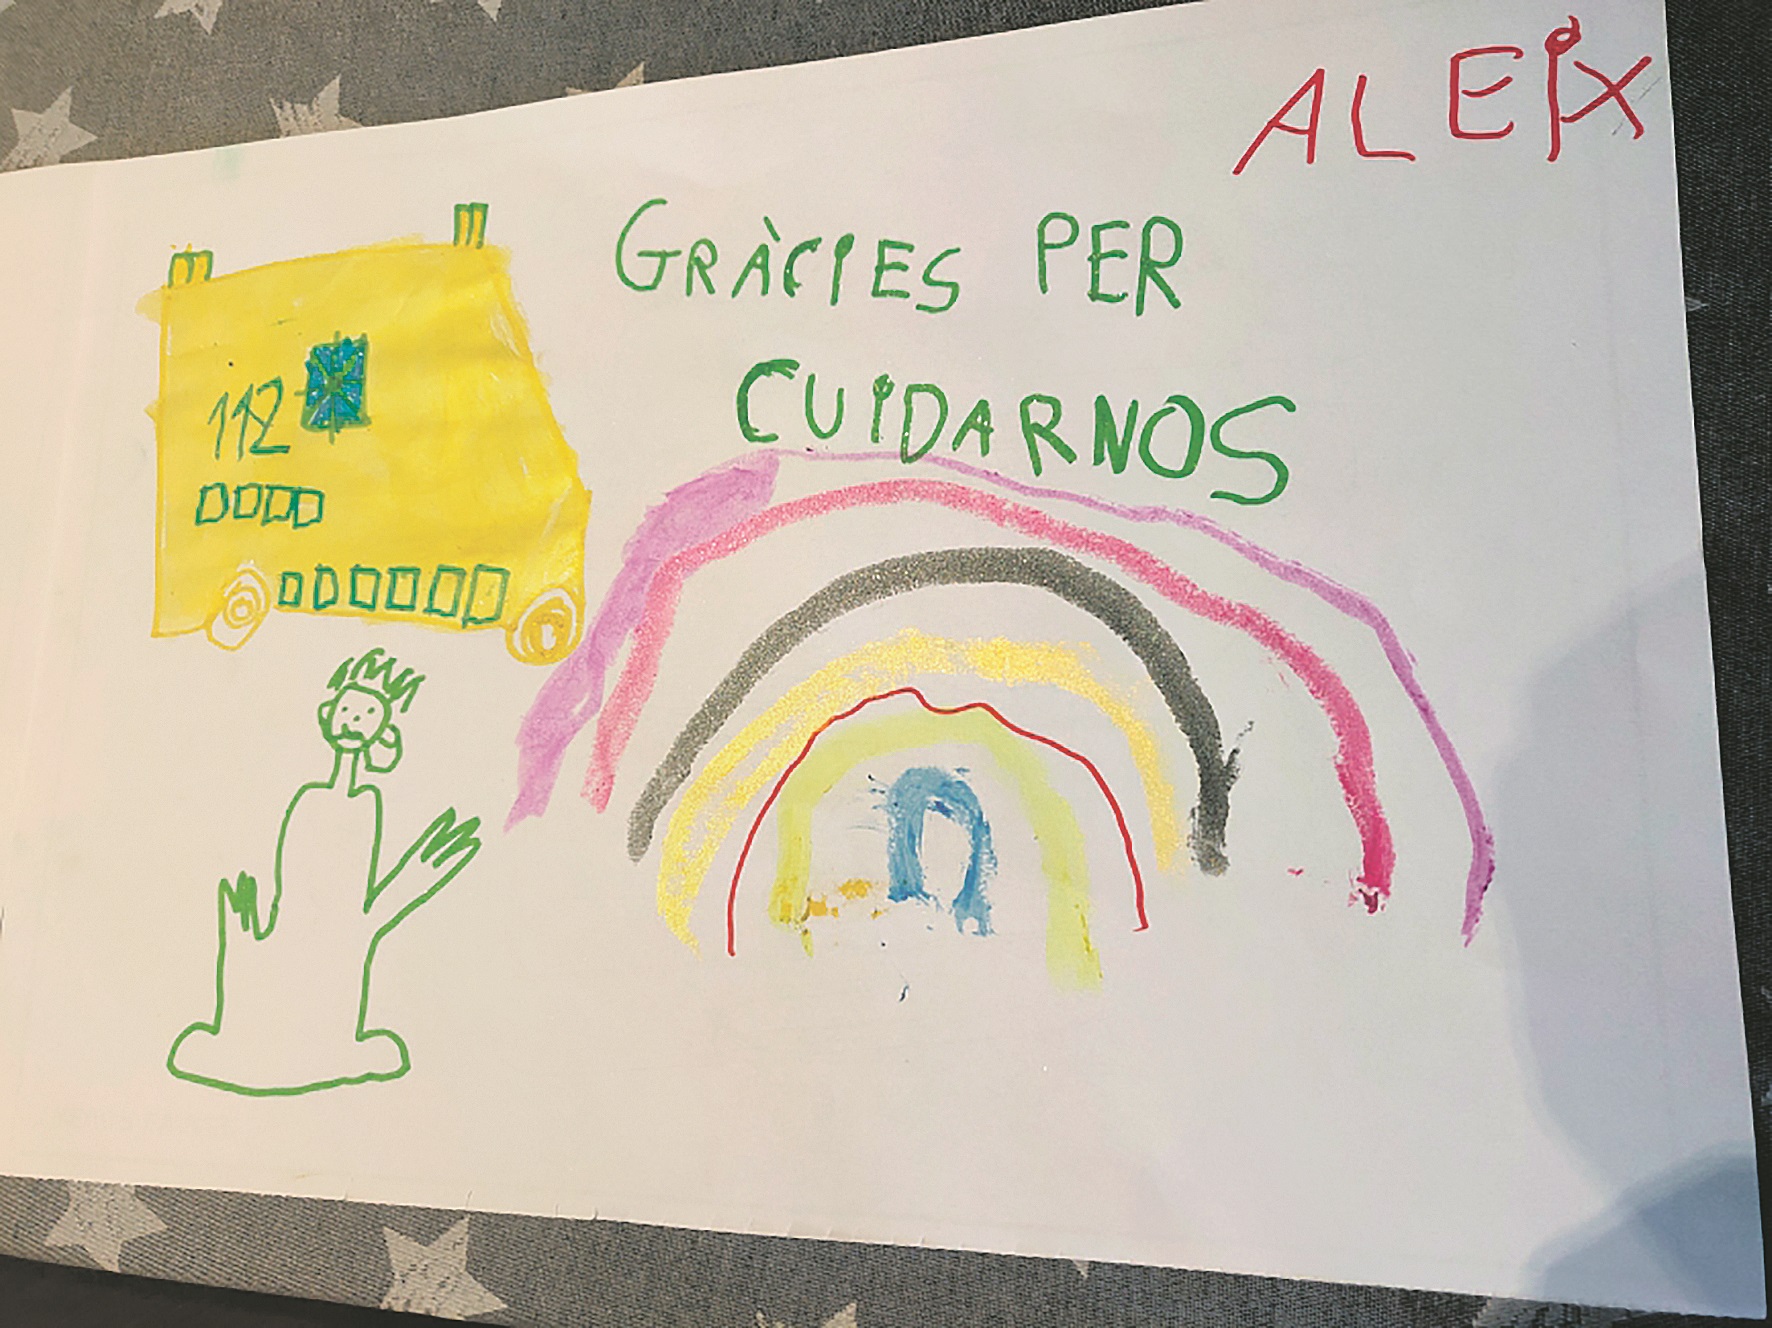 ALEIX
GRÀCIES PER
CUIDARNOS
112